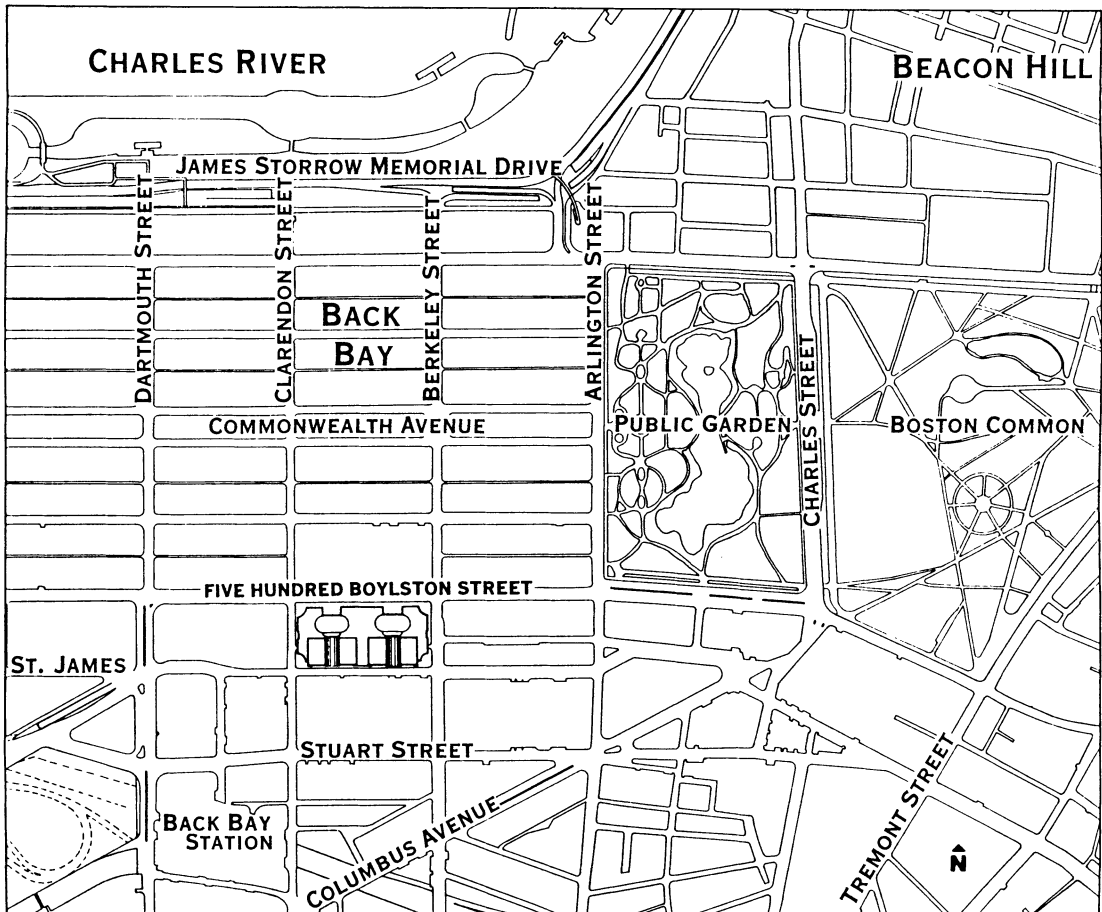 CHARLES RIVER
BEACON HILL
JAMES STORROW MEMORIAL DRIVE
DARTMOUTH STREET
CLARENDON STREET
BERKELEY STREET
ARLINGTON STREET
BACK
BAY
CHARLES STREET
COMMONWEALTH AVENUE
PUBLIC GARDEN
BOSTON COMMON
FIVE HUNDRED BOYLSTON STREET
ST. JAMES
STUART STREET
BACK BAY
STATION
COLUMBUS AVENUE
TREMONT STREET
N